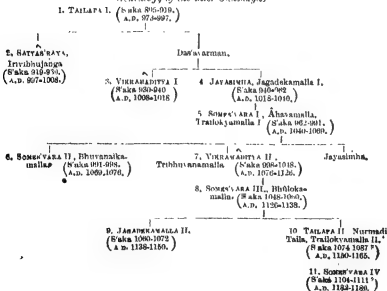 1. TAILAPA I. (S'aka 895-919. A.D. 973-997.)
2. SATYAS'RAYA, Irivibhujanga (S'aka 919-930. A.D. 997-1008.)
Das'avarman,
3. VIKRAMADITYA I (S'aka 930-940 A.D. 1008-1018
4 JAYASIMHA, Jagadekamalla I. (S'aka 940-962 A.D. 1018-1040.
5 SOMES'VARA I, Âhavamalla, Trailokyamalla I (S'aka 962-991. A.D. 1040-1069.)
6. SOMES'VARA II, Bhuvanaikamalla. (S'aka 991-998. A.D. 1069-1076.
7. VIKRAMADITYA II, Tribhuvanamalla (S'aka 998-1048. A.D. 1076-1126.
Jayasimha,
8. SOMES'VARA III., Bhûlokamalla. (S'aka 1048-1060. A.D. 1126-1138.)
9. JAGADEKAMALLA II. (S'aka 1060-1072 A.D. 1138-1150.)
10 TAILAPA II Nurmadi Taila, Trailokyamalla II. (S'aka 1074 1087 ? A.D. 1150-1165.)
11. SOMES'VARA IV (S'aka 1104-1111 ? A.D. 1182-1189.